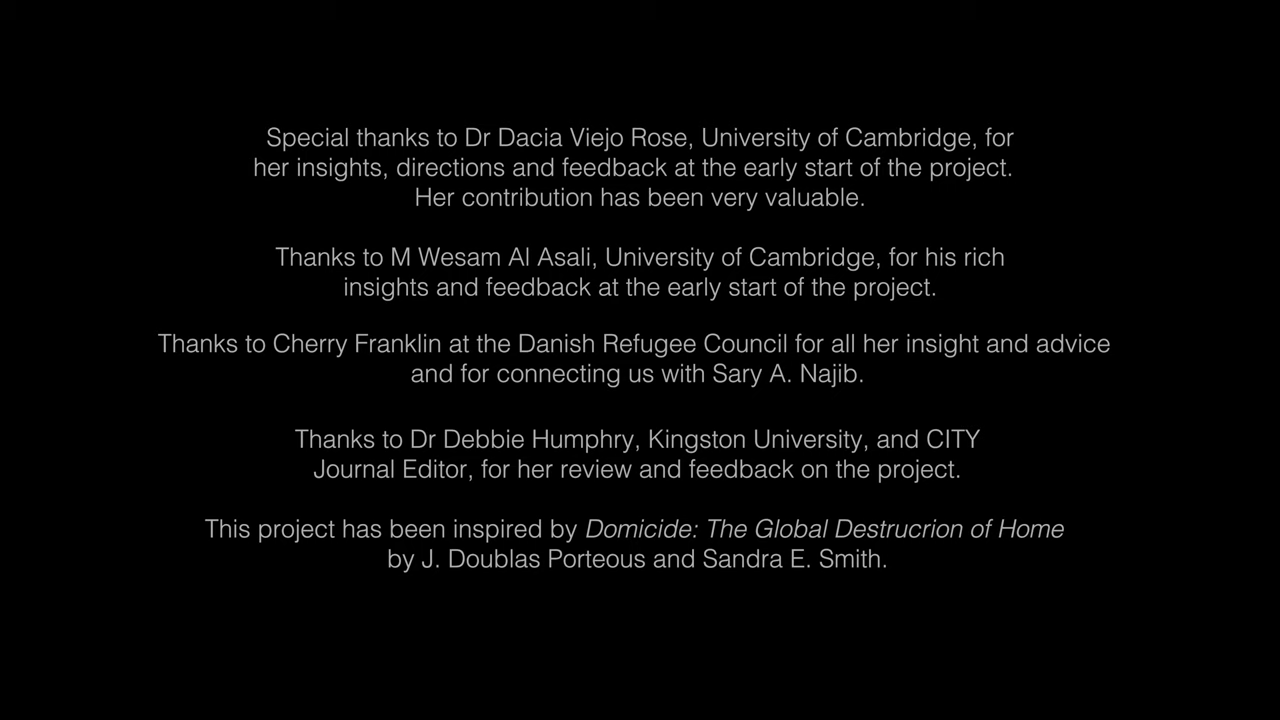 Special thanks to Dr Dacia Viejo Rose, University of Cambridge, for
her insights, directions and feedback at the early start of the project.
Her contribution has been very valuable.
Thanks to M Wesam Al Asali, University of Cambridge, for his rich
insights and feedback at the early start of the project.
Thanks to Cherry Franklin at the Danish Refugee Council for all her insight and advice
and for connecting us with Sary A. Najib.
Thanks to Dr Debbie Humphry, Kingston University, and CITY
Journal Editor, for her review and feedback on the project.
This project has been inspired by Domicide: The Global Destrucrion of Home
by J. Doublas Porteous and Sandra E. Smith.